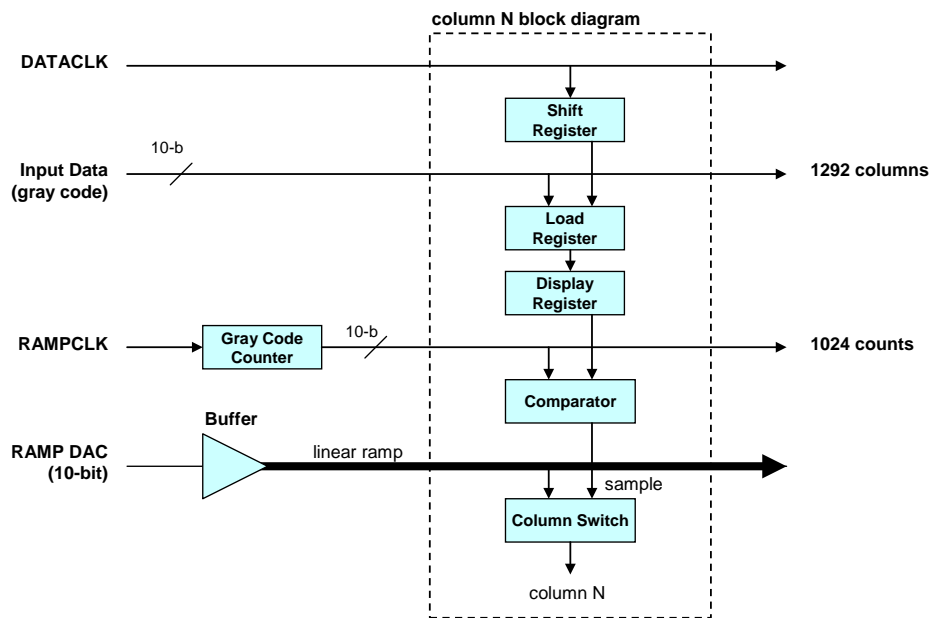 column N block diagram
DATACLK
Shift
Register
10-b
Input Data
(gray code)
1292 columns
Load
Register
Display
Register
RAMPCLK
Gray Code
Counter
10-b
1024 counts
Comparator
Buffer
RAMP DAC
(10-bit)
linear ramp
sample
Column Switch
column N